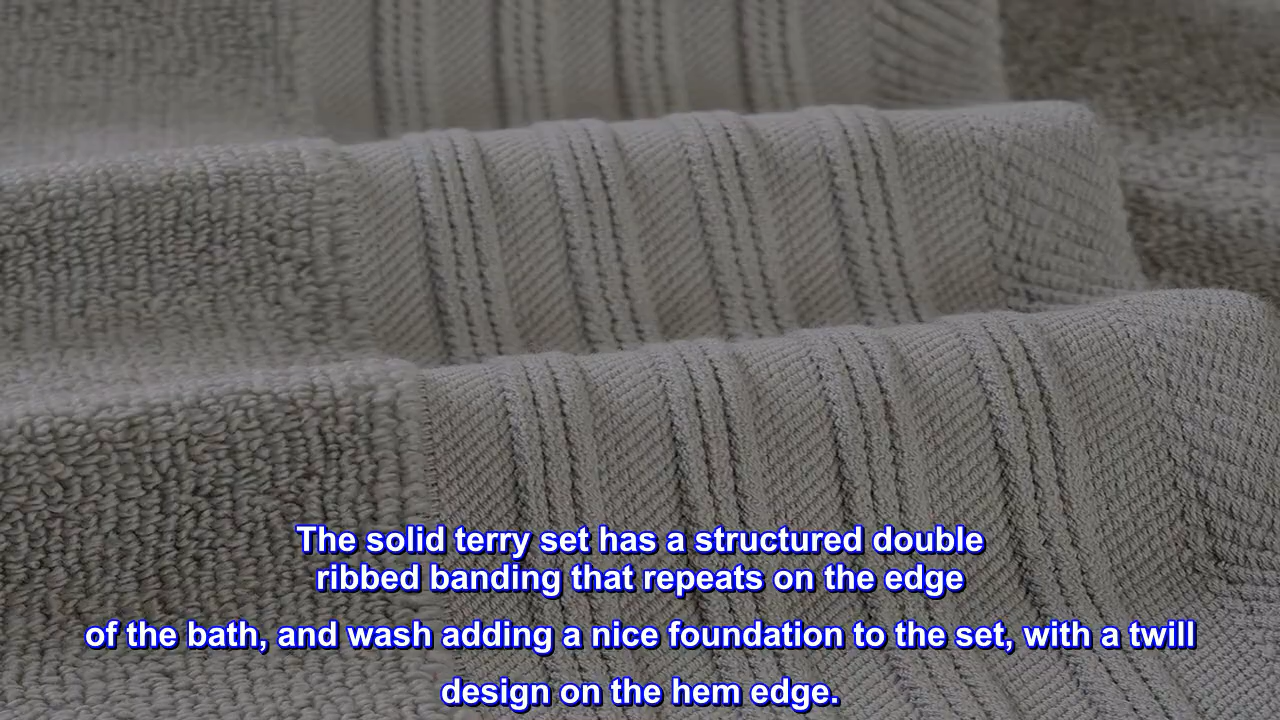 The solid terry set has a structured double
ribbed banding that repeats on the edge
of the bath, and wash adding a nice foundation to the set, with a twill
design on the hem edge.